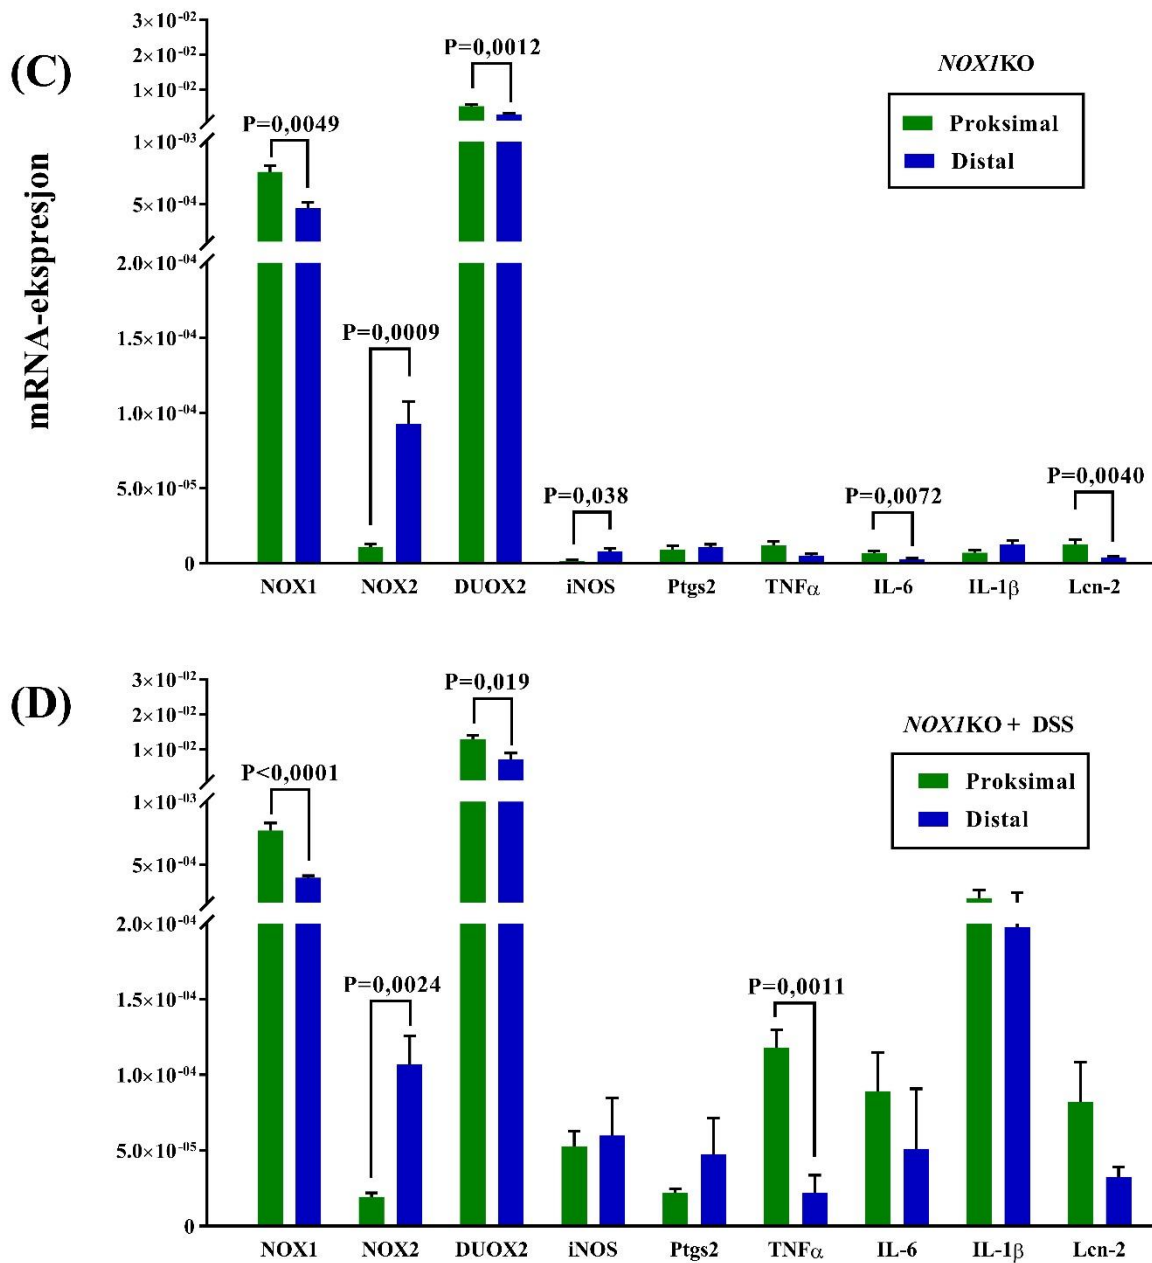 (C)
mRNA-ekspresjon
3×10⁻⁰²
2×10⁻⁰²
1×10⁻⁰²
1×10⁻⁰³
5×10⁻⁰⁴
2.0×10⁻⁰⁴
1.5×10⁻⁰⁴
1.0×10⁻⁰⁴
5.0×10⁻⁰⁵
0
P=0,0049
P=0,0009
P=0,0012
P=0,038
P=0,0072
P=0,0040
NOX1KO
Proksimal
Distal
NOX1 NOX2 DUOX2 iNOS Ptgs2 TNFα IL-6 IL-1β Lcn-2
(D)
3×10⁻⁰²
2×10⁻⁰²
1×10⁻⁰²
1×10⁻⁰³
5×10⁻⁰⁴
2.0×10⁻⁰⁴
1.5×10⁻⁰⁴
1.0×10⁻⁰⁴
5.0×10⁻⁰⁵
0
P<0,0001
P=0,0024
P=0,019
P=0,0011
NOX1KO + DSS
Proksimal
Distal
NOX1 NOX2 DUOX2 iNOS Ptgs2 TNFα IL-6 IL-1β Lcn-2